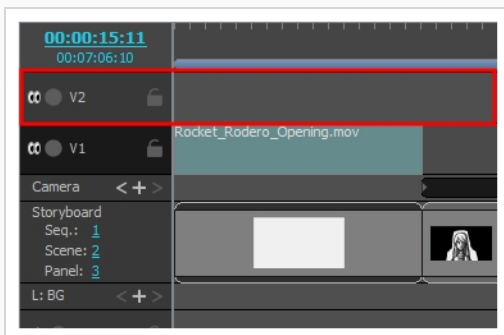 00:00:15:11
00:07:06:10
V2
V1
Rocket_Rodero_Opening.mov
Camera < + >
Storyboard
Seq.: 1
Scene: 2
Panel: 3
L: BG < + >